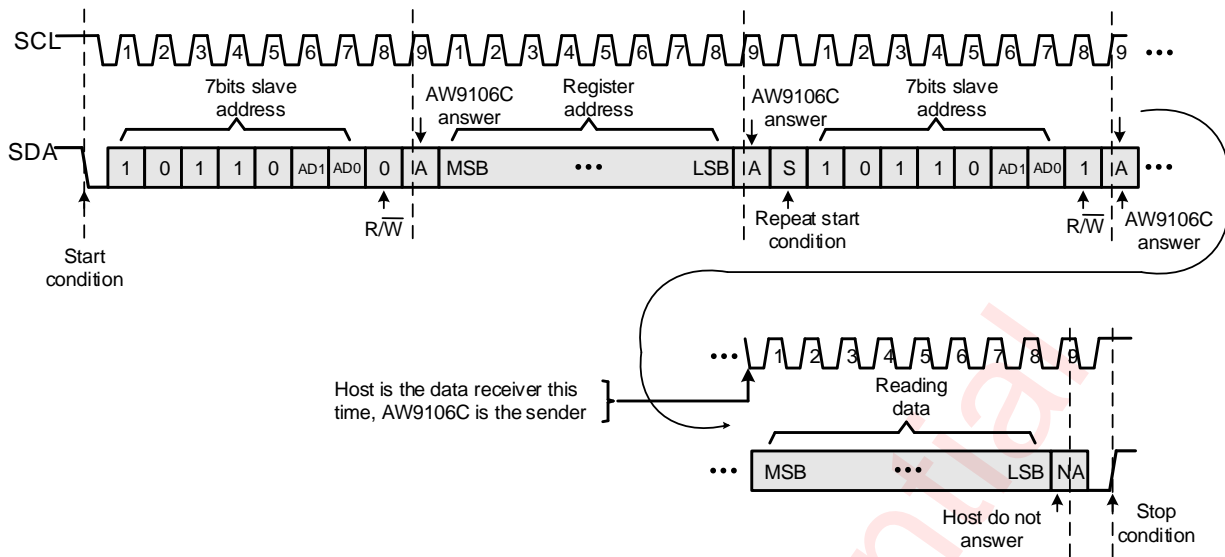 SCL 1 2 3 4 5 6 7 8 9 1 2 3 4 5 6 7 8 9 1 2 3 4 5 6 7 8 9 •••
7bits slave
address
AW9106C
answer
Register
address
AW9106C
answer
7bits slave
address
SDA 1 0 1 1 0 AD1 AD0 0 A MSB ••• LSB A S 1 0 1 1 0 AD1 AD0 1 A •••
Start
condition
R/W̅
Repeat start
condition
R/W̅
AW9106C
answer
••• 1 2 3 4 5 6 7 8 9
Host is the data receiver this
time, AW9106C is the sender
Reading
data
••• MSB ••• LSB NA
Host do not
answer
Stop
condition